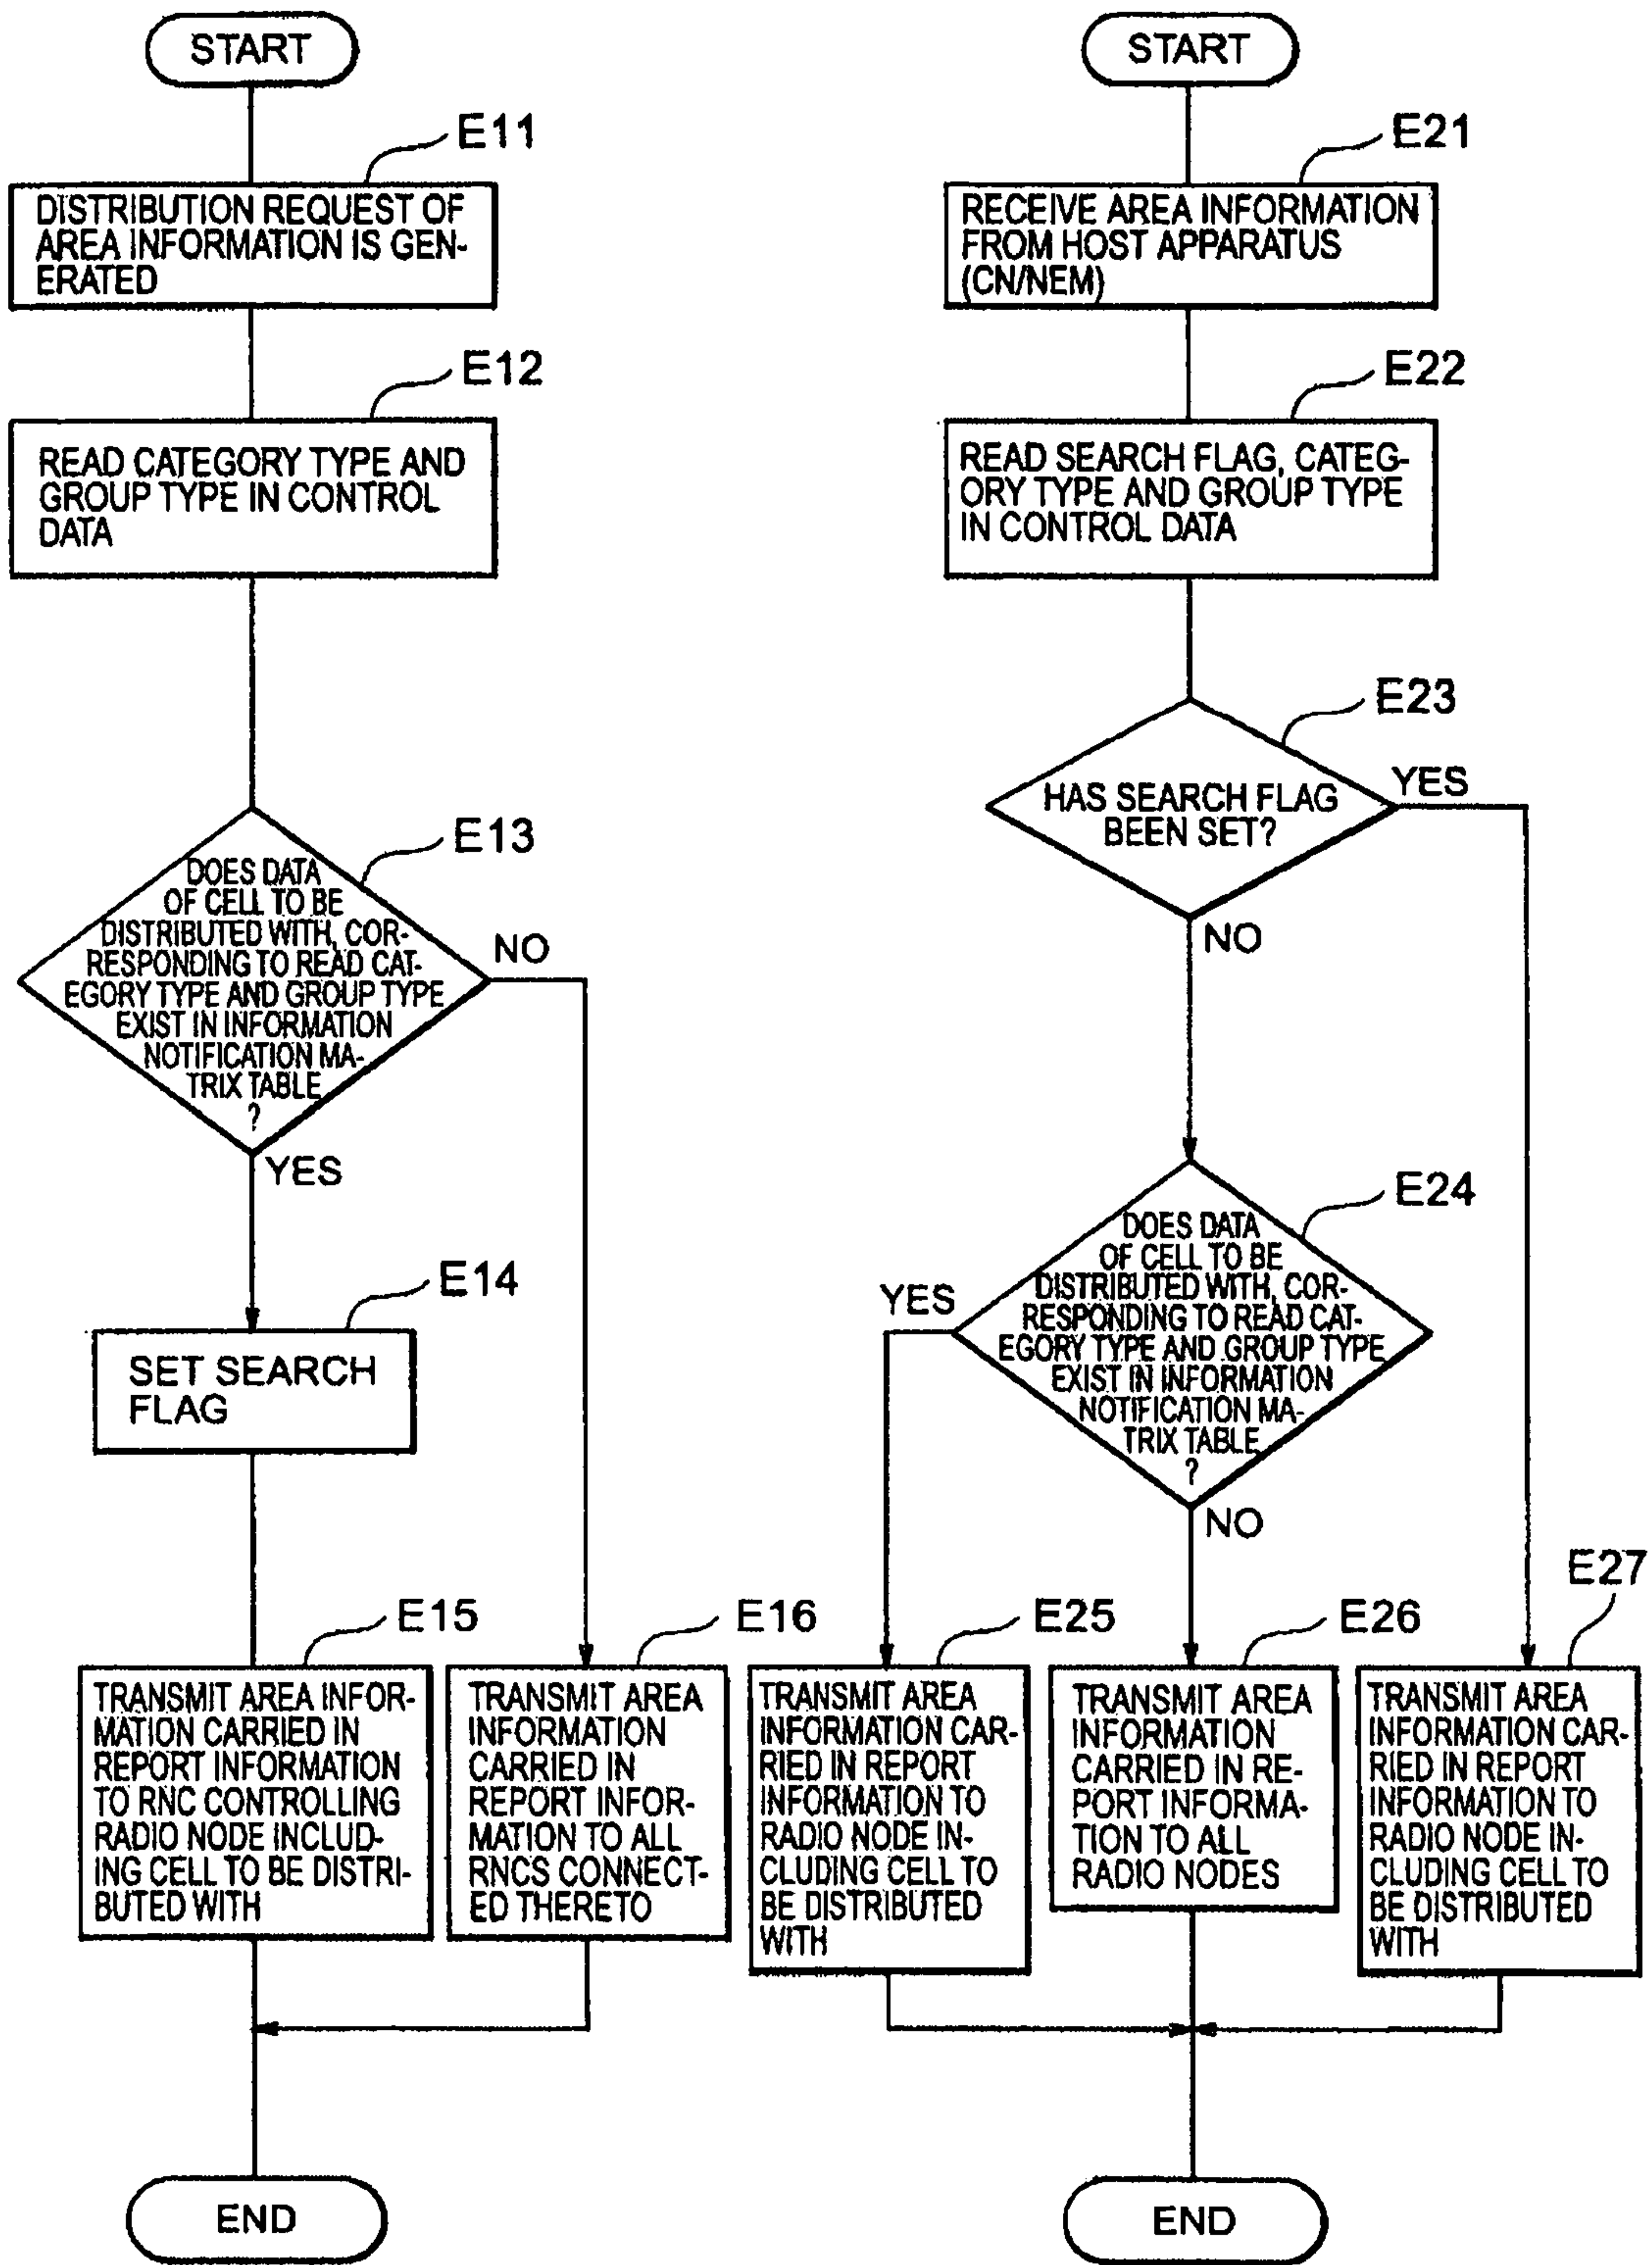 START
E11
DISTRIBUTION REQUEST OF
AREA INFORMATION IS GEN-
ERATED
E12
READ CATEGORY TYPE AND
GROUP TYPE IN CONTROL
DATA
E13
DOES DATA
OF CELL TO BE
DISTRIBUTED WITH, COR-
RESPONDING TO READ CAT-
EGORY TYPE AND GROUP TYPE
EXIST IN INFORMATION
NOTIFICATION MA-
TRIX TABLE
?
NO
YES
E14
SET SEARCH
FLAG
E15
TRANSMIT AREA INFOR-
MATION CARRIED IN
REPORT INFORMATION
TO RNC CONTROLLING
RADIO NODE INCLUD-
ING CELL TO BE DISTRI-
BUTED WITH
E16
TRANSMIT AREA
INFORMATION
CARRIED IN
REPORT INFOR-
MATION TO ALL
RNCS CONNECT-
ED THERETO
END
START
E21
RECEIVE AREA INFORMATION
FROM HOST APPARATUS
(CN/NEM)
E22
READ SEARCH FLAG, CATEG-
ORY TYPE AND GROUP TYPE
IN CONTROL DATA
E23
HAS SEARCH FLAG
BEEN SET?
YES
NO
E24
DOES DATA
OF CELL TO BE
DISTRIBUTED WITH, COR-
RESPONDING TO READ CAT-
EGORY TYPE AND GROUP TYPE
EXIST IN INFORMATION
NOTIFICATION MA-
TRIX TABLE
?
YES
NO
E25
TRANSMIT AREA
INFORMATION CAR-
RIED IN REPORT
INFORMATION TO
RADIO NODE IN-
CLUDING CELL TO
BE DISTRIBUTED
WITH
E26
TRANSMIT AREA
INFORMATION
CARRIED IN RE-
PORT INFORMA-
TION TO ALL
RADIO NODES
E27
TRANSMIT AREA
INFORMATION CAR-
RIED IN REPORT
INFORMATION TO
RADIO NODE IN-
CLUDING CELL TO
BE DISTRIBUTED
WITH
END